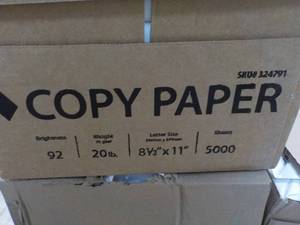 SKU# 324791
COPY PAPER
Brightness Weight Letter Size Sheets
92 20 lb. 8½" x 11" 5000